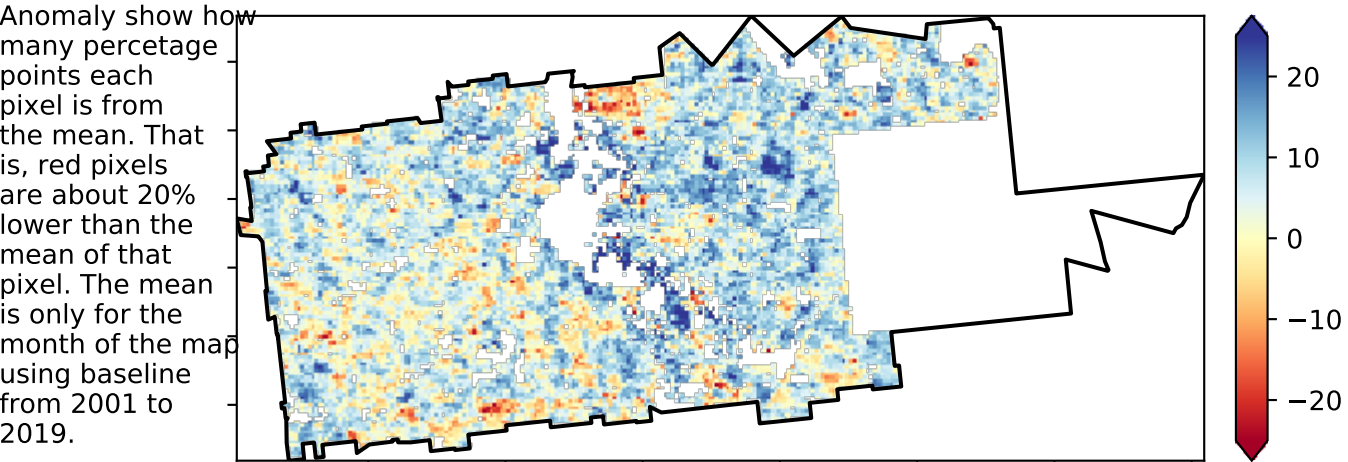 Anomaly show how
many percetage
points each
pixel is from
the mean. That
is, red pixels
are about 20%
lower than the
mean of that
pixel. The mean
is only for the
month of the map
using baseline
from 2001 to
2019.
20
10
0
−10
−20